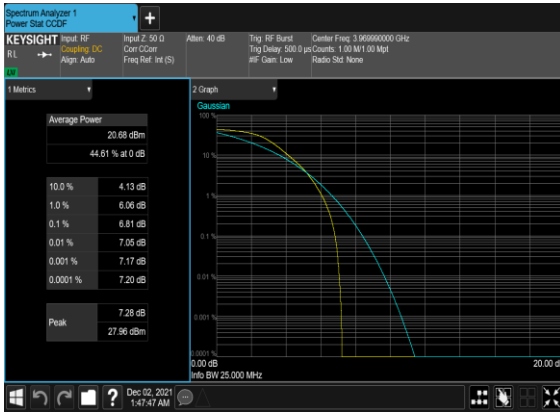 Spectrum Analyzer 1
Power Stat CCDF
KEYSIGHT
RL
Input: RF
Coupling: DC
Align: Auto
Input Z: 50 Ω
Corr CCorr
Freq Ref: Int (S)
Atten: 40 dB
Trig: RF Burst
Trig Delay: 500.0 µs
#IF Gain: Low
Center Freq: 3.969990000 GHz
Counts: 1.00 M/1.00 Mpt
Radio Std: None
1 Metrics
Average Power
20.68 dBm
44.61 % at 0 dB
10.0 % 4.13 dB
1.0 % 6.06 dB
0.1 % 6.81 dB
0.01 % 7.05 dB
0.001 % 7.17 dB
0.0001 % 7.20 dB
Peak
7.28 dB
27.96 dBm
2 Graph
Gaussian
100 %
10 %
1 %
0.1 %
0.01 %
0.001 %
0.0001 %
0.00 dB
20.00 d
Info BW 25.000 MHz
Dec 02, 2021
1:47:47 AM